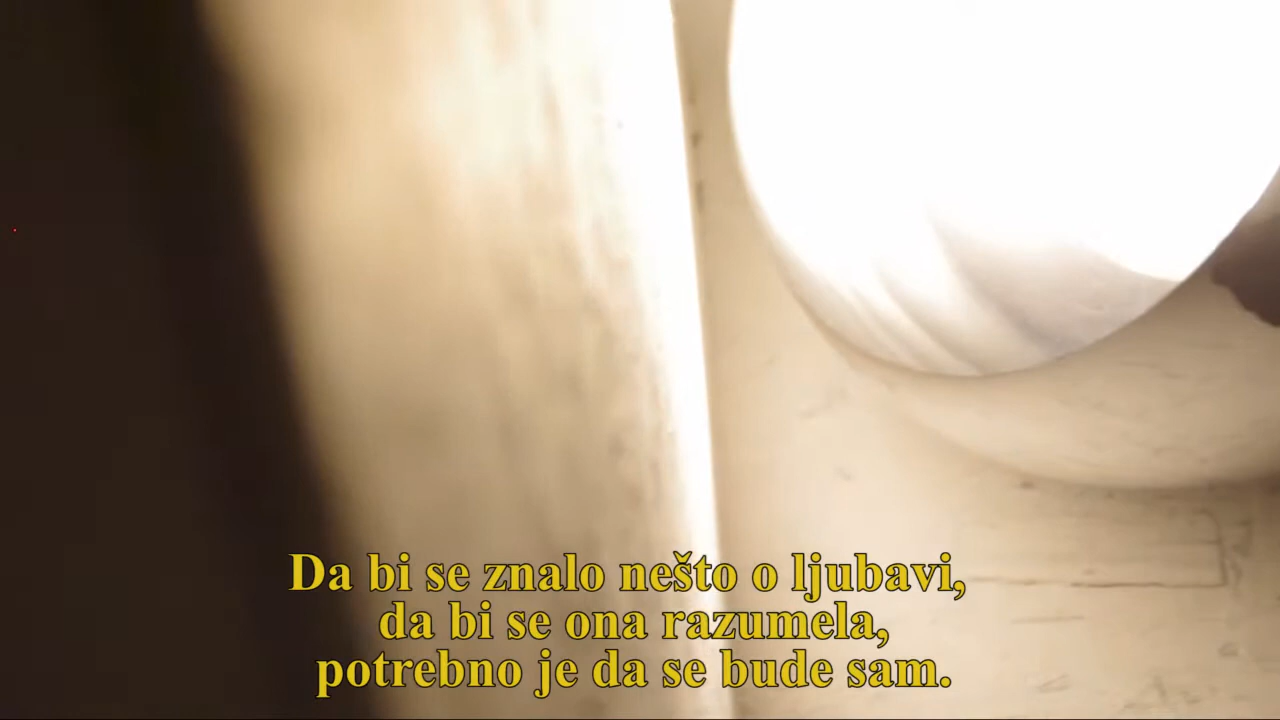 Da bi se znalo nešto o ljubavi,
da bi se ona razumela,
potrebno je da se bude sam.